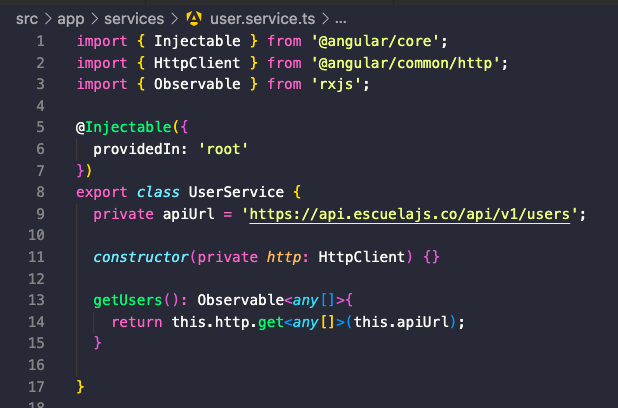 src > app > services > user.service.ts > ...
1 import { Injectable } from '@angular/core';
2 import { HttpClient } from '@angular/common/http';
3 import { Observable } from 'rxjs';
4
5 @Injectable({
6   providedIn: 'root'
7 })
8 export class UserService {
9   private apiUrl = 'https://api.escuelajs.co/api/v1/users';
10
11   constructor(private http: HttpClient) {}
12
13   getUsers(): Observable<any[]>{
14     return this.http.get<any[]>(this.apiUrl);
15   }
16
17 }
18